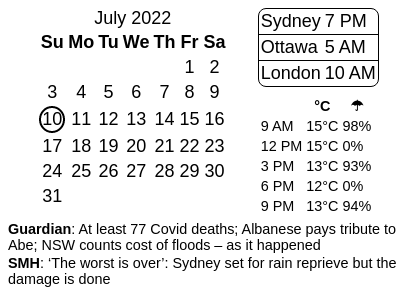 July 2022
Su Mo Tu We Th Fr Sa
1 2
3 4 5 6 7 8 9
10 11 12 13 14 15 16
17 18 19 20 21 22 23
24 25 26 27 28 29 30
31
Sydney 7 PM
Ottawa 5 AM
London 10 AM
°C ☂
9 AM 15°C 98%
12 PM 15°C 0%
3 PM 13°C 93%
6 PM 12°C 0%
9 PM 13°C 94%
Guardian: At least 77 Covid deaths; Albanese pays tribute to
Abe; NSW counts cost of floods – as it happened
SMH: ‘The worst is over’: Sydney set for rain reprieve but the
damage is done